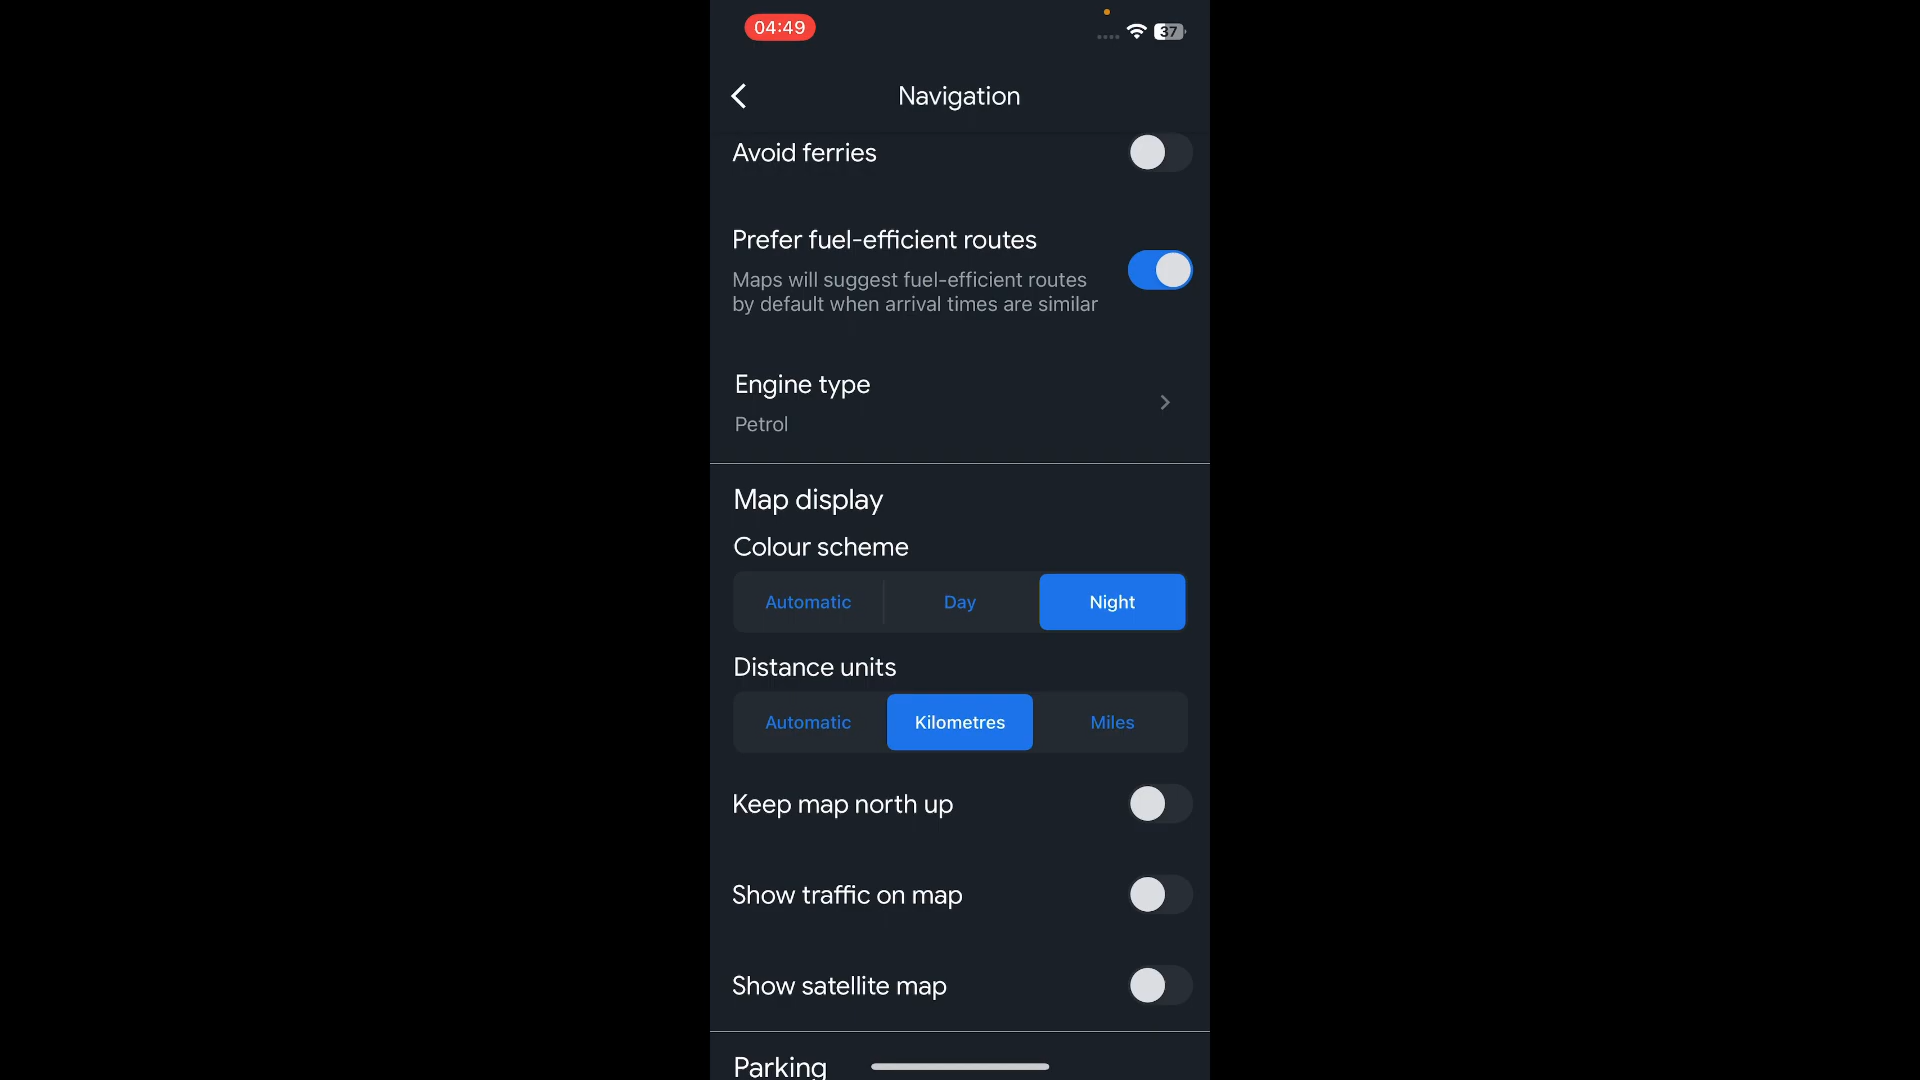 04:49
37
Navigation
Avoid ferries
Prefer fuel-efficient routes
Maps will suggest fuel-efficient routes
by default when arrival times are similar
Engine type
Petrol
Map display
Colour scheme
Automatic Day Night
Distance units
Automatic Kilometres Miles
Keep map north up
Show traffic on map
Show satellite map
Parking